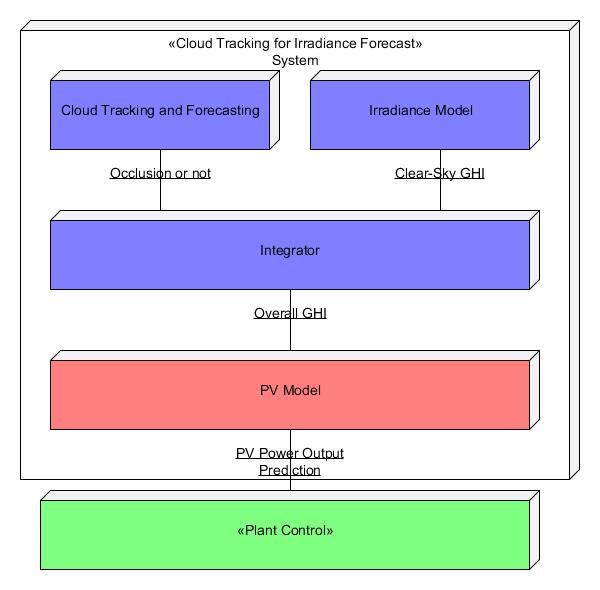 «Cloud Tracking for Irradiance Forecast»
System
Cloud Tracking and Forecasting
Irradiance Model
Occlusion or not
Clear-Sky GHI
Integrator
Overall GHI
PV Model
PV Power Output
Prediction
«Plant Control»